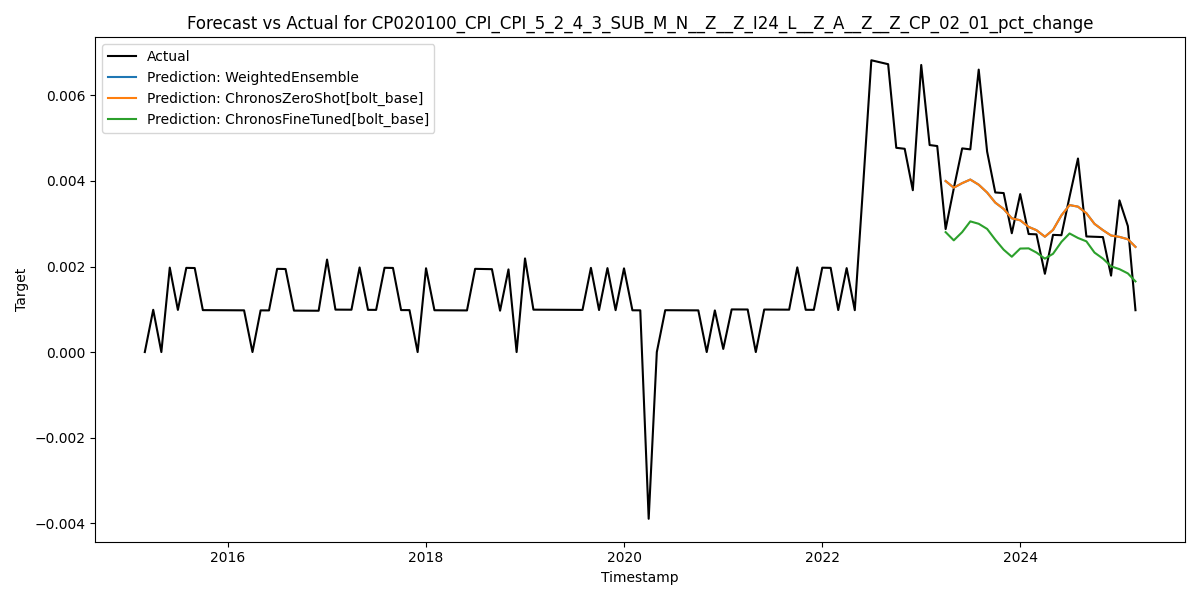 Forecast vs Actual for CP020100_CPI_CPI_5_2_4_3_SUB_M_N__Z__Z_I24_L__Z_A__Z__Z_CP_02_01_pct_change
Actual
Prediction: WeightedEnsemble
Prediction: ChronosZeroShot[bolt_base]
Prediction: ChronosFineTuned[bolt_base]
0.006
0.004
0.002
0.000
−0.002
−0.004
Target
2016
2018
2020
2022
2024
Timestamp